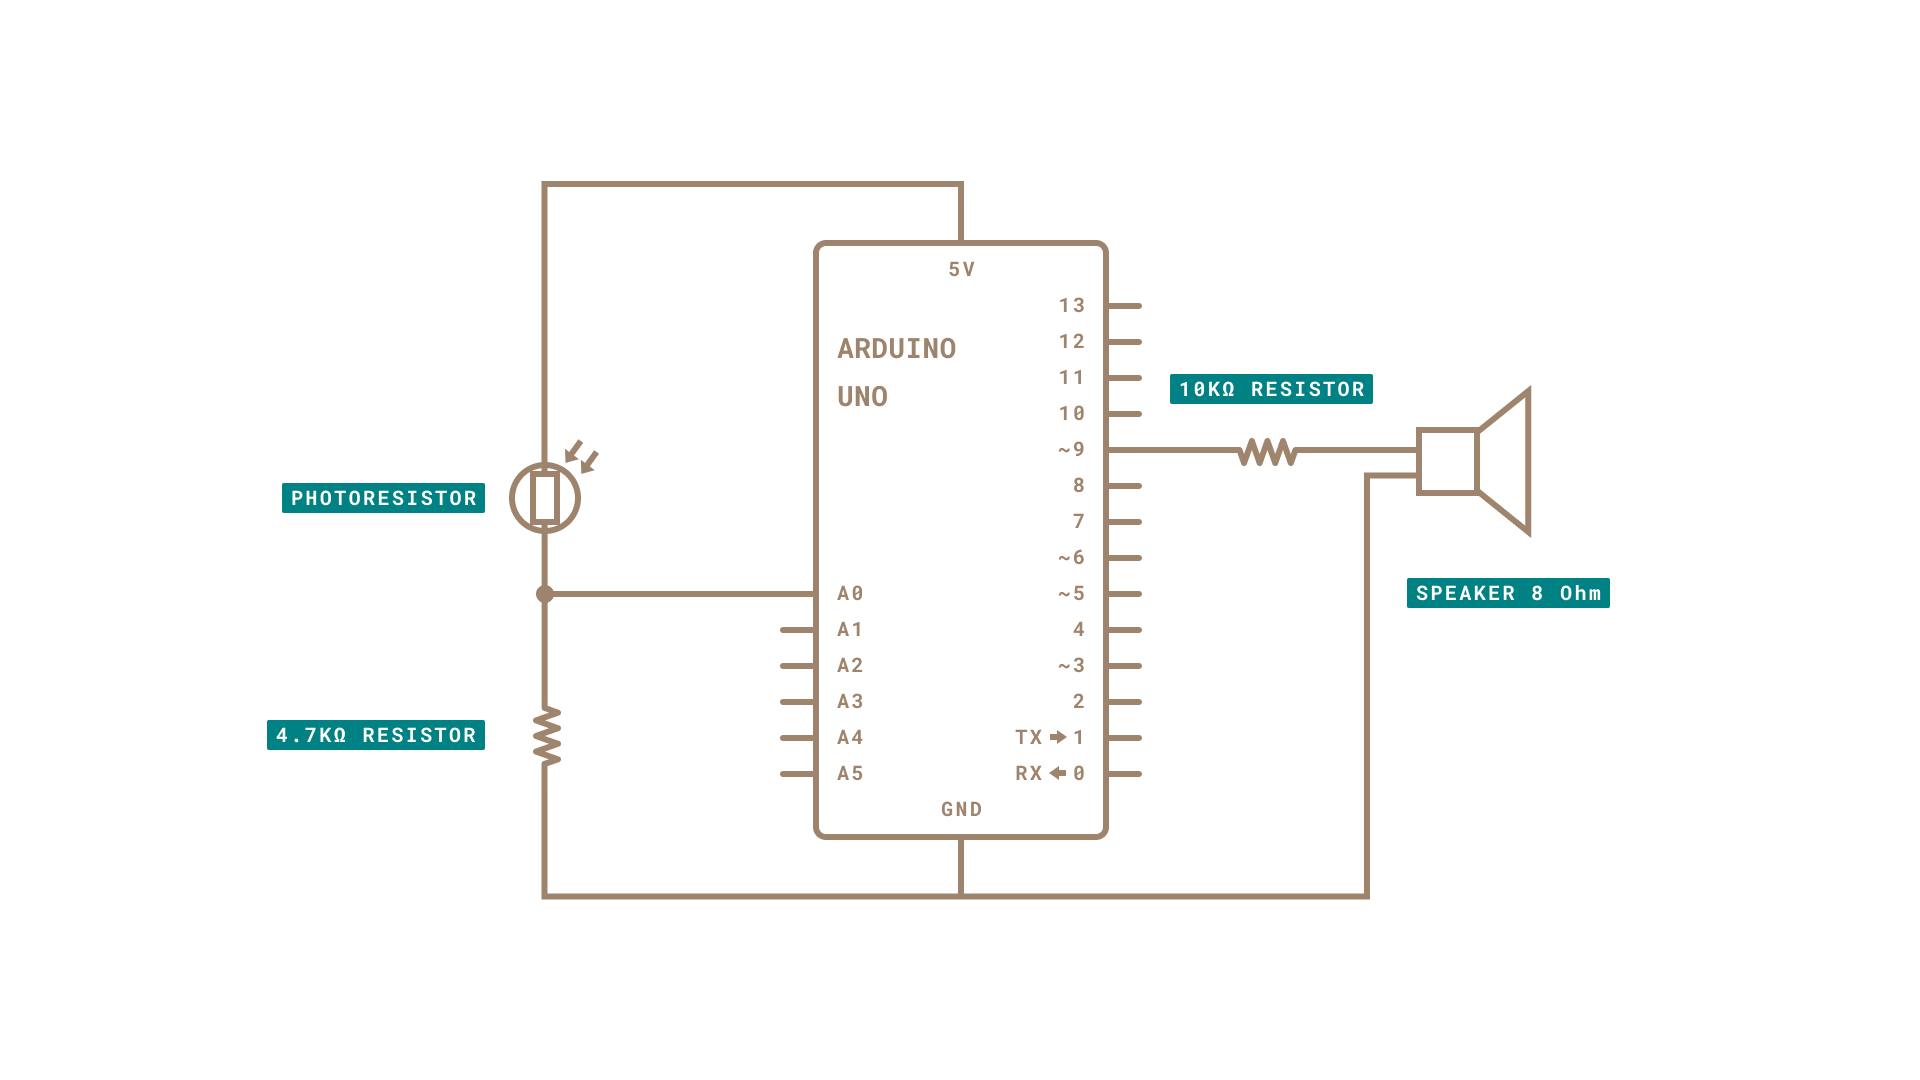 5V
ARDUINO
UNO
13
12
11
10
~9
8
7
~6
~5
4
~3
2
TX 1
RX 0
A0
A1
A2
A3
A4
A5
GND
PHOTORESISTOR
4.7KΩ RESISTOR
10KΩ RESISTOR
SPEAKER 8 Ohm